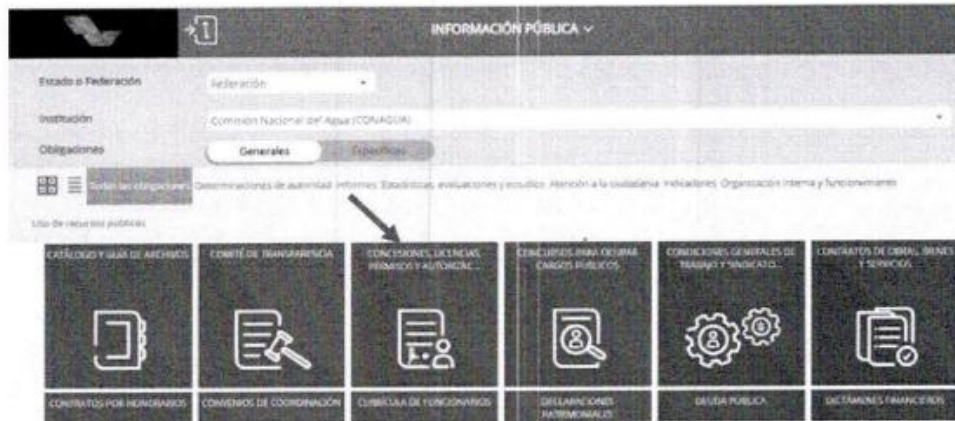 INFORMACIÓN PÚBLICA
Estado o Federación
Federación
Institución
Comisión Nacional del Agua (CONAGUA)
Obligaciones
Generales
Específicas
Todas las obligaciones Determinaciones de autoridad Informes Estadísticas, evaluaciones y estudios Atención a la ciudadanía Indicadores Organización interna y funcionamiento
Uso de recursos públicos
CATÁLOGO Y GUÍA DE ARCHIVOS
COMITÉ DE TRANSPARENCIA
CONCESIONES, LICENCIAS,
PERMISOS Y AUTORIZAC...
CONCURSOS PARA OCUPAR
CARGOS PÚBLICOS
CONDICIONES GENERALES DE
TRABAJO Y SINDICATO...
CONTRATOS DE OBRAS, BIENES
Y SERVICIOS
CONTRATOS POR HONORARIOS
CONVENIOS DE COORDINACIÓN
CURRÍCULA DE FUNCIONARIOS
DECLARACIONES
PATRIMONIALES
DEUDA PÚBLICA
DICTÁMENES FINANCIEROS